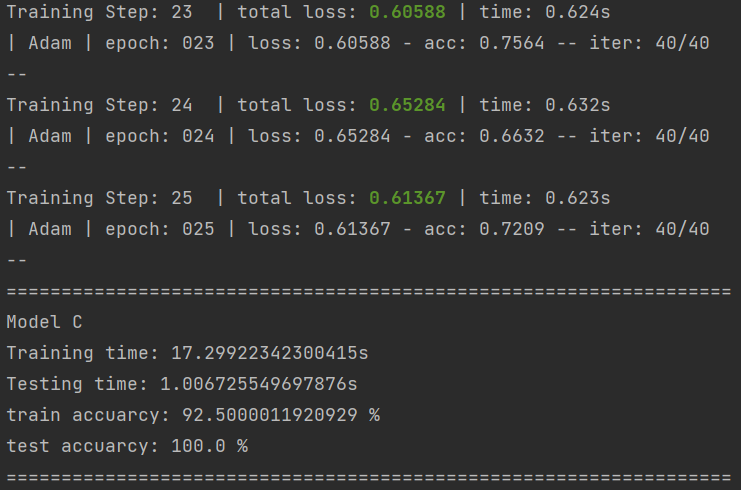 Training Step: 23  | total loss: 0.60588 | time: 0.624s
| Adam | epoch: 023 | loss: 0.60588 - acc: 0.7564 -- iter: 40/40
--
Training Step: 24  | total loss: 0.65284 | time: 0.632s
| Adam | epoch: 024 | loss: 0.65284 - acc: 0.6632 -- iter: 40/40
--
Training Step: 25  | total loss: 0.61367 | time: 0.623s
| Adam | epoch: 025 | loss: 0.61367 - acc: 0.7209 -- iter: 40/40
--
==================================================================
Model C
Training time: 17.29922342300415s
Testing time: 1.006725549697876s
train accuarcy: 92.5000011920929 %
test accuarcy: 100.0 %
==================================================================